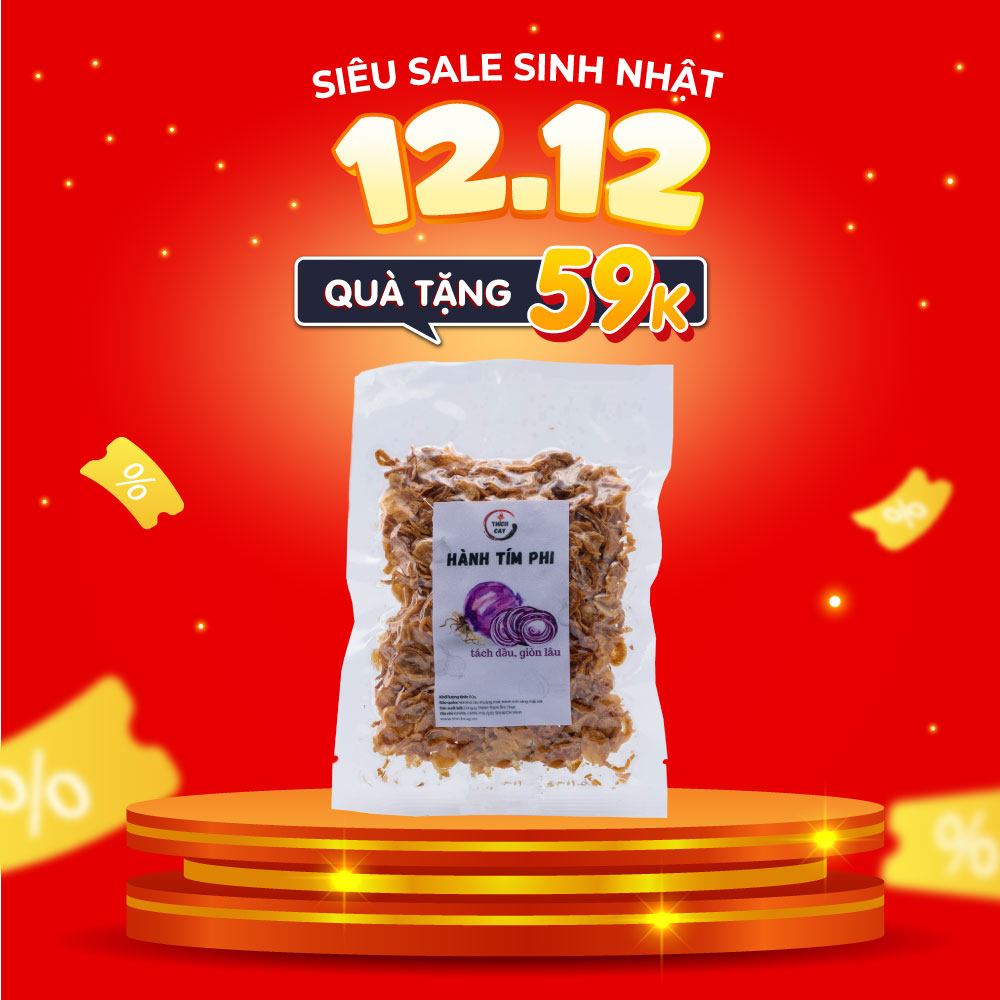 SIÊU SALE SINH NHẬT
12.12
QUÀ TẶNG 59K
%
%
%
%
THÍCH
CAY
HÀNH TÍM PHI
tách dầu, giòn lâu